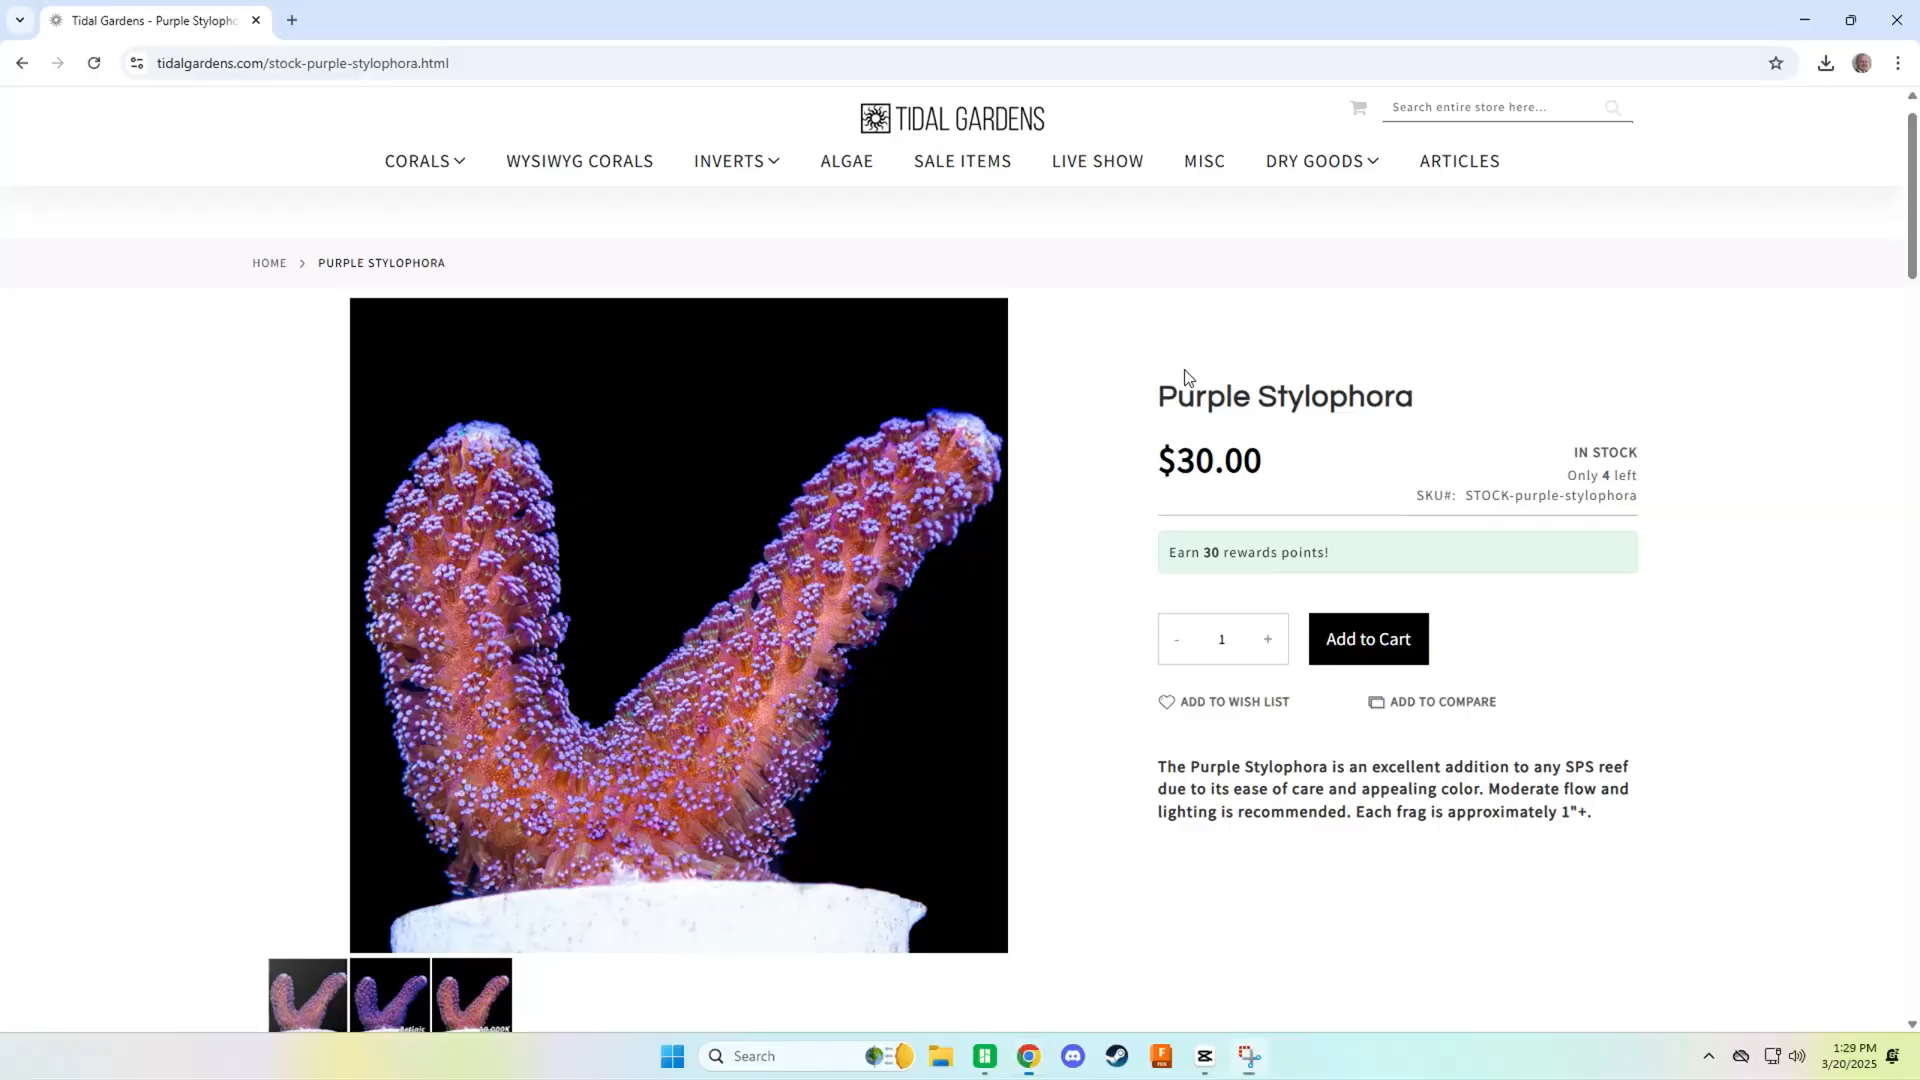 Tidal Gardens - Purple Stylopho
tidalgardens.com/stock-purple-stylophora.html
TIDAL GARDENS
Search entire store here...
CORALS WYSIWYG CORALS INVERTS ALGAE SALE ITEMS LIVE SHOW MISC DRY GOODS ARTICLES
HOME > PURPLE STYLOPHORA
Purple Stylophora
$30.00
IN STOCK
Only 4 left
SKU#: STOCK-purple-stylophora
Earn 30 rewards points!
- 1 +
Add to Cart
ADD TO WISH LIST
ADD TO COMPARE
The Purple Stylophora is an excellent addition to any SPS reef
due to its ease of care and appealing color. Moderate flow and
lighting is recommended. Each frag is approximately 1"+.
Search
1:29 PM
3/20/2025